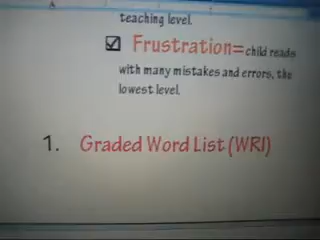 teaching level.
Frustration= child reads
with many mistakes and errors, the
lowest level.
1. Graded Word List (WRI)